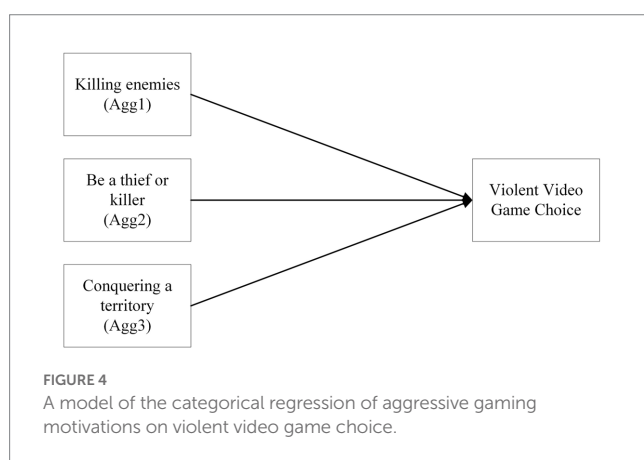 Killing enemies
(Agg1)
Be a thief or
killer
(Agg2)
Violent Video
Game Choice
Conquering a
territory
(Agg3)
FIGURE 4
A model of the categorical regression of aggressive gaming
motivations on violent video game choice.